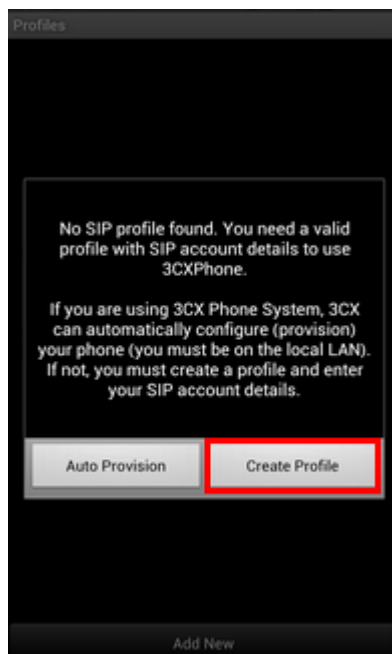 Profiles
No SIP profile found. You need a valid
profile with SIP account details to use
3CXPhone.
If you are using 3CX Phone System, 3CX
can automatically configure (provision)
your phone (you must be on the local LAN).
If not, you must create a profile and enter
your SIP account details.
Auto Provision
Create Profile
Add New